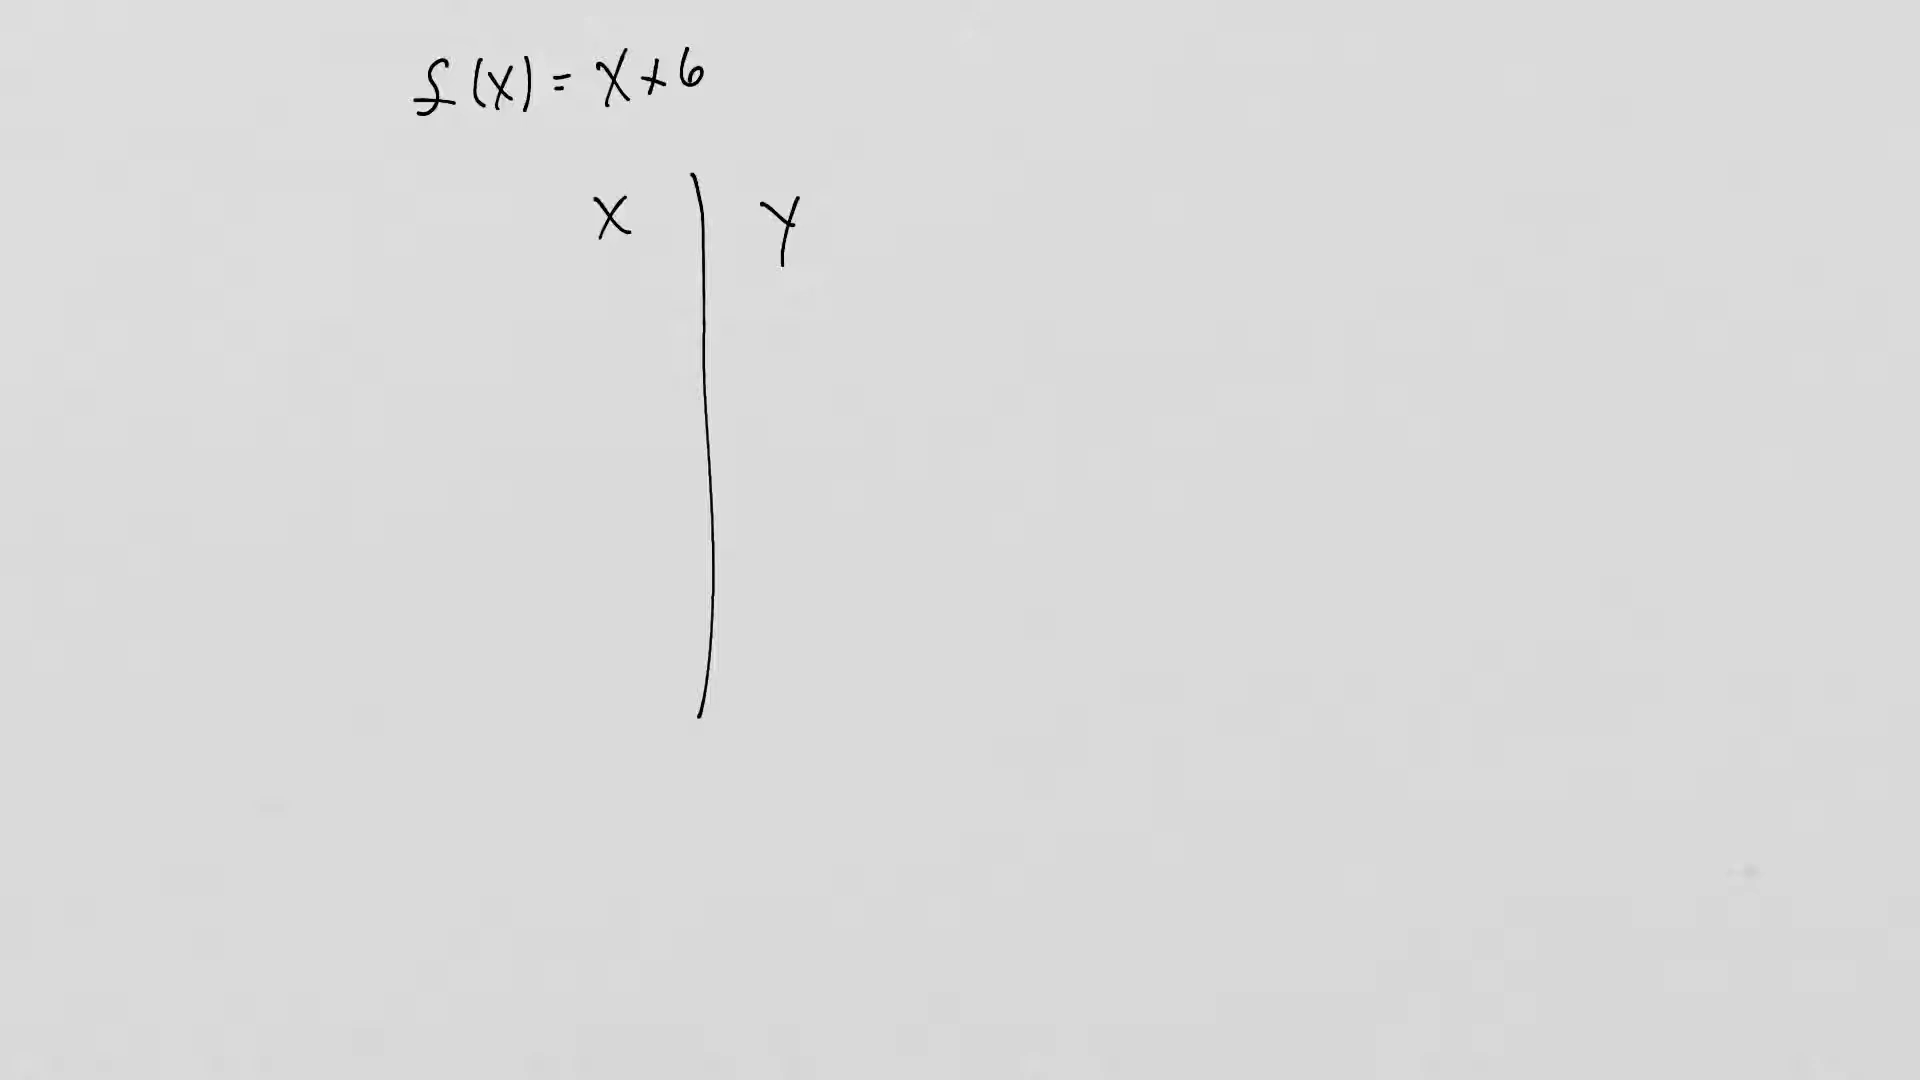 f(x) = x+6
x | y